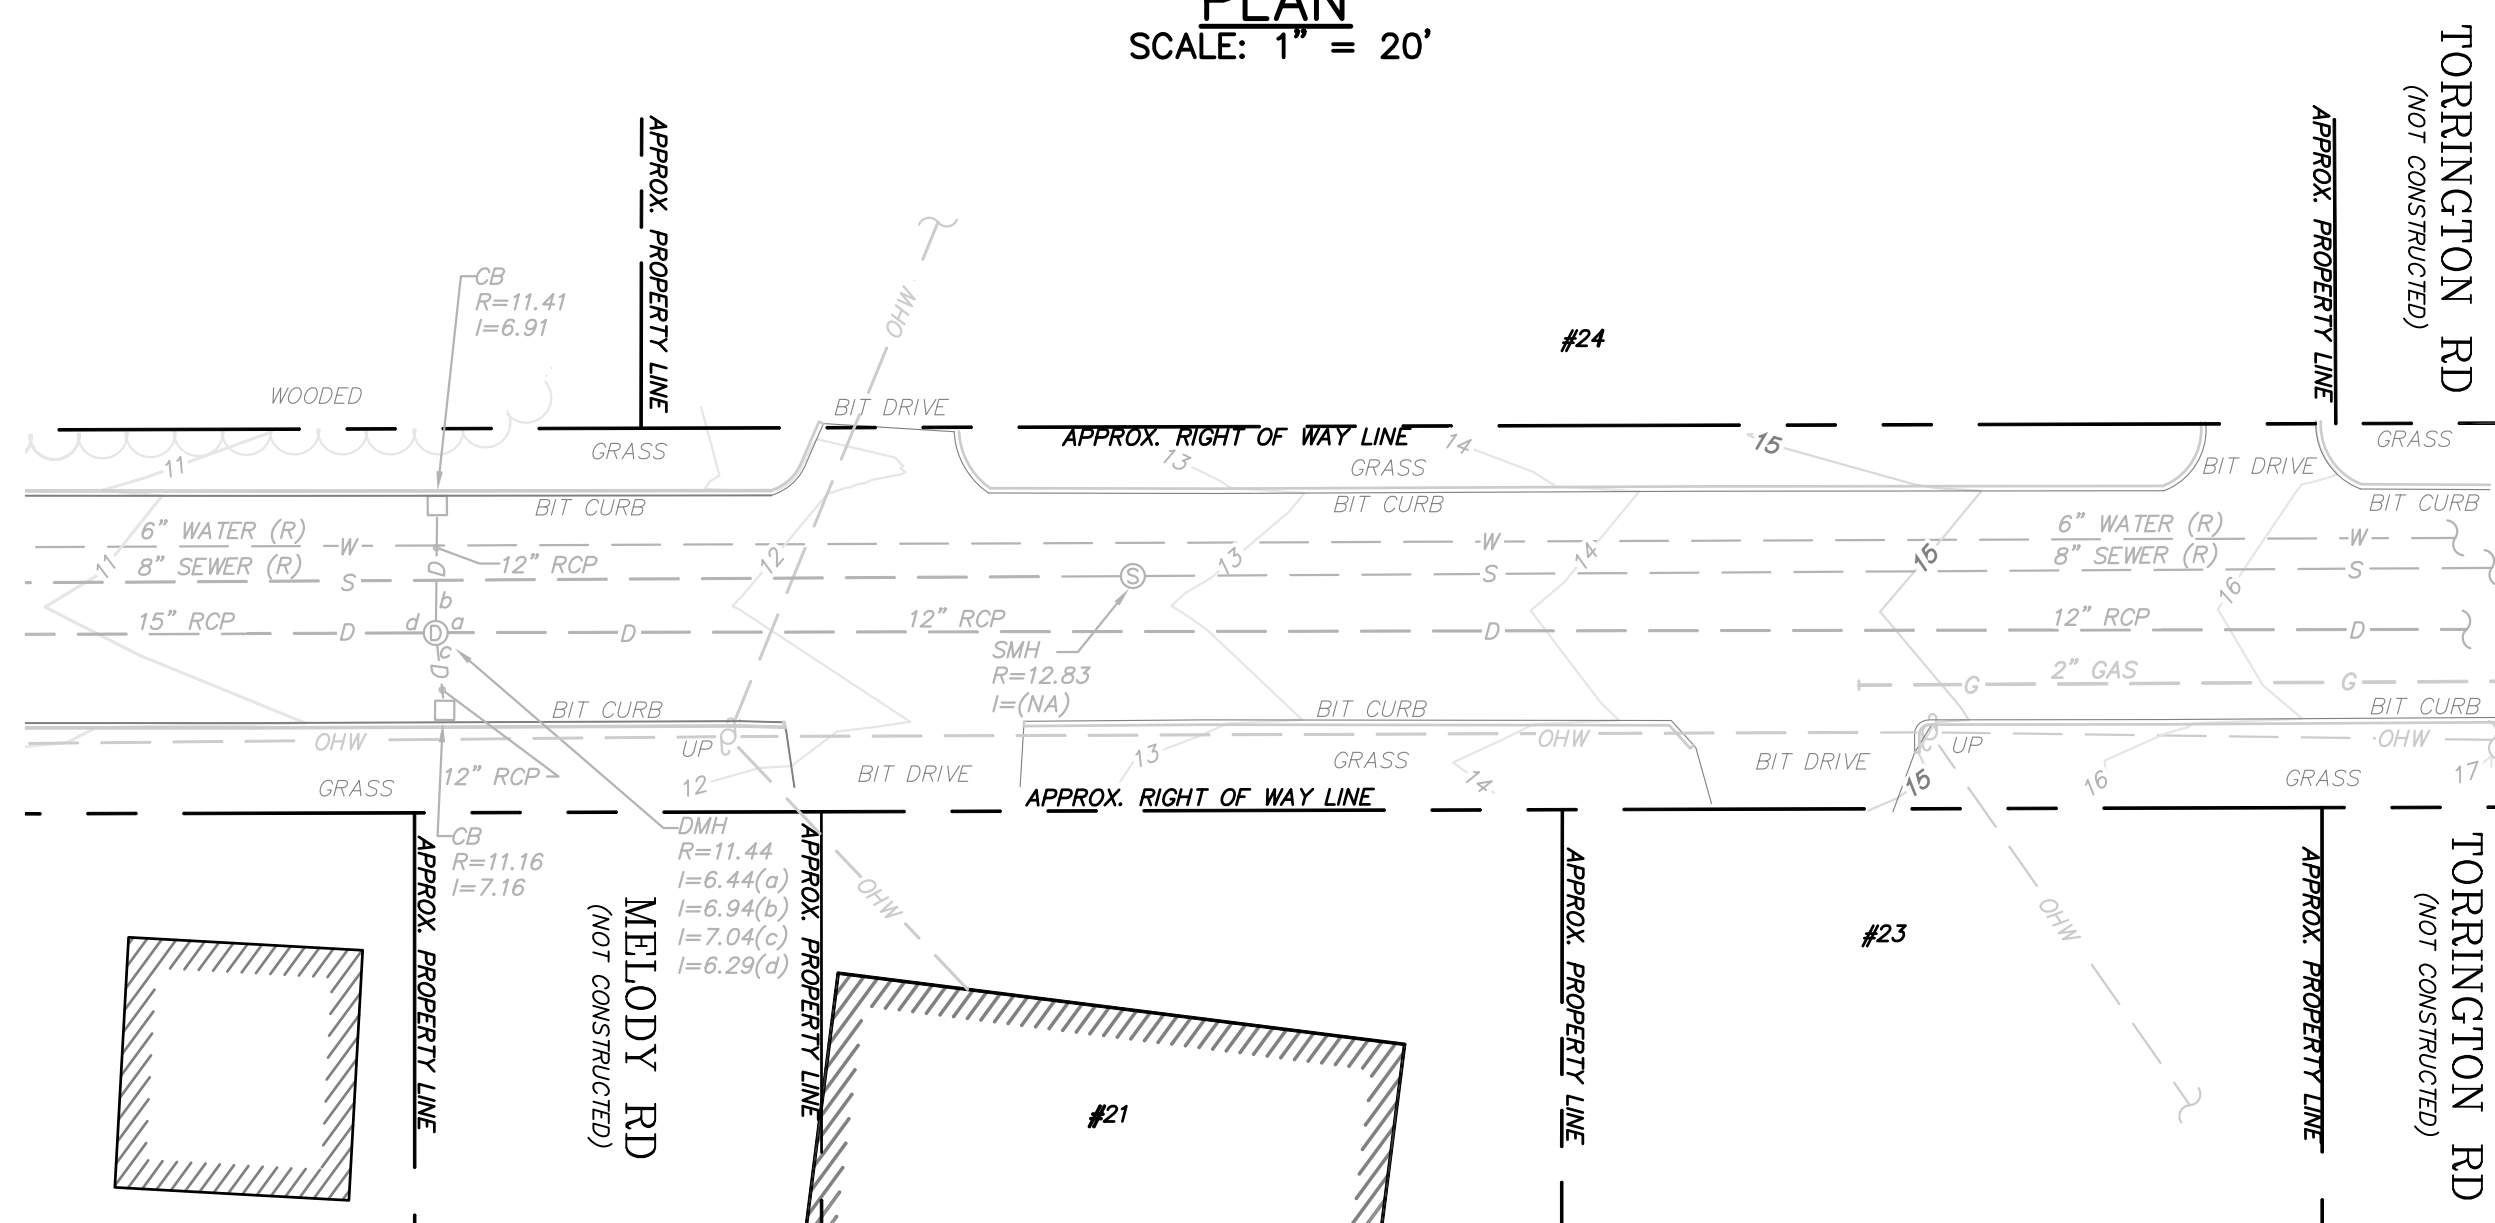 PLAN
SCALE: 1" = 20'
TORRINGTON RD
(NOT CONSTRUCTED)
APPROX. PROPERTY LINE
APPROX. PROPERTY LINE
CB
R=11.41
I=6.91
OHW
#24
WOODED
BIT DRIVE
GRASS
APPROX. RIGHT OF WAY LINE
GRASS
13
14
15
GRASS
BIT DRIVE
11
BIT CURB
BIT CURB
BIT CURB
6" WATER (R)
W
W
6" WATER (R)
W
8" SEWER (R)
S
12" RCP
S
S
8" SEWER (R)
S
11
12
13
14
15
16
D
b
15" RCP
D
d
D
a
D
12" RCP
D
12" RCP
D
c
D
SMH
R=12.83
I=(NA)
2" GAS
G
G
BIT CURB
BIT CURB
BIT CURB
OHW
UP
OHW
UP
OHW
12" RCP
GRASS
12
BIT DRIVE
13
GRASS
14
BIT DRIVE
15
16
GRASS
17
APPROX. RIGHT OF WAY LINE
CB
R=11.16
I=7.16
DMH
R=11.44
I=6.44(a)
I=6.94(b)
I=7.04(c)
I=6.29(d)
APPROX. PROPERTY LINE
MELODY RD
(NOT CONSTRUCTED)
APPROX. PROPERTY LINE
OHW
#21
APPROX. PROPERTY LINE
#23
OHW
APPROX. PROPERTY LINE
TORRINGTON RD
(NOT CONSTRUCTED)